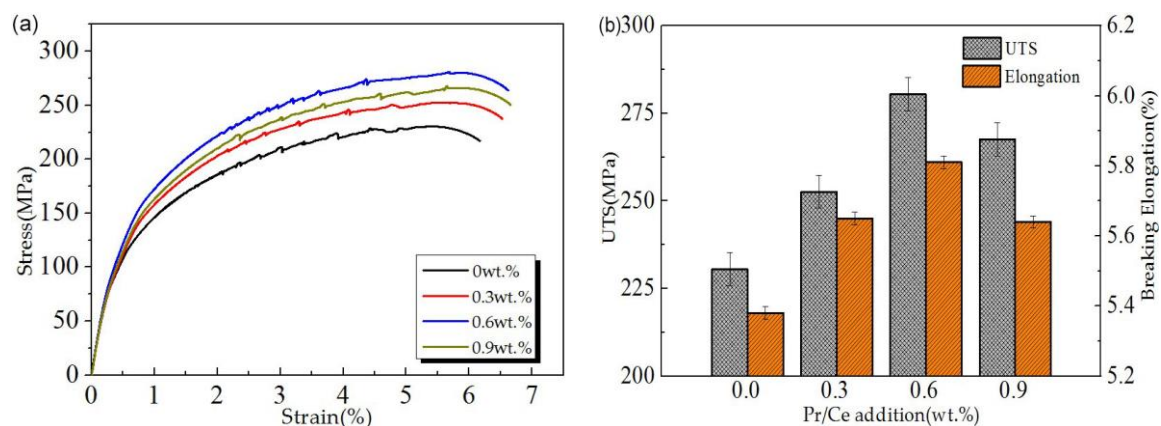 (a)
300
250
200
150
100
50
0
Stress(MPa)
0wt.%
0.3wt.%
0.6wt.%
0.9wt.%
0 1 2 3 4 5 6 7
Strain(%)
(b)
300
275
250
225
200
UTS(MPa)
UTS
Elongation
6.2
6.0
5.8
5.6
5.4
5.2
Breaking Elongation(%)
0.0 0.3 0.6 0.9
Pr/Ce addition(wt.%)